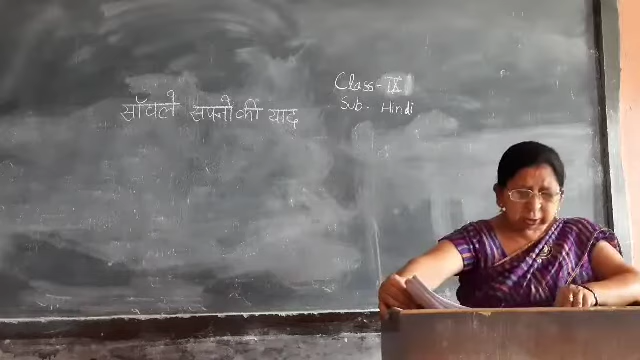 साँवले सपनों की याद
Class-IX
Sub. Hindi